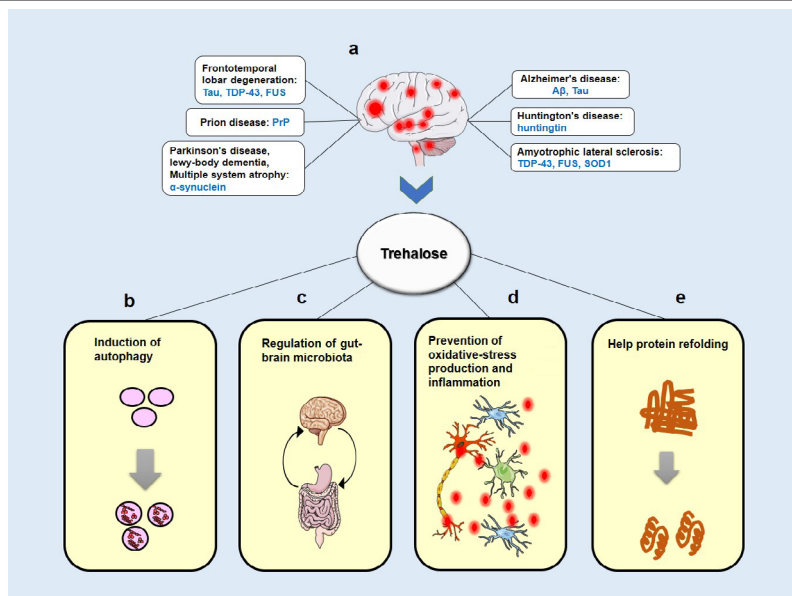 a
Frontotemporal
lobar degeneration:
Tau, TDP-43, FUS
Prion disease: PrP
Parkinson's disease,
lewy-body dementia,
Multiple system atrophy:
α-synuclein
Alzheimer's disease:
Aβ, Tau
Huntington's disease:
huntingtin
Amyotrophic lateral sclerosis:
TDP-43, FUS, SOD1
Trehalose
b
Induction of
autophagy
c
Regulation of gut-
brain microbiota
d
Prevention of
oxidative-stress
production and
inflammation
e
Help protein refolding